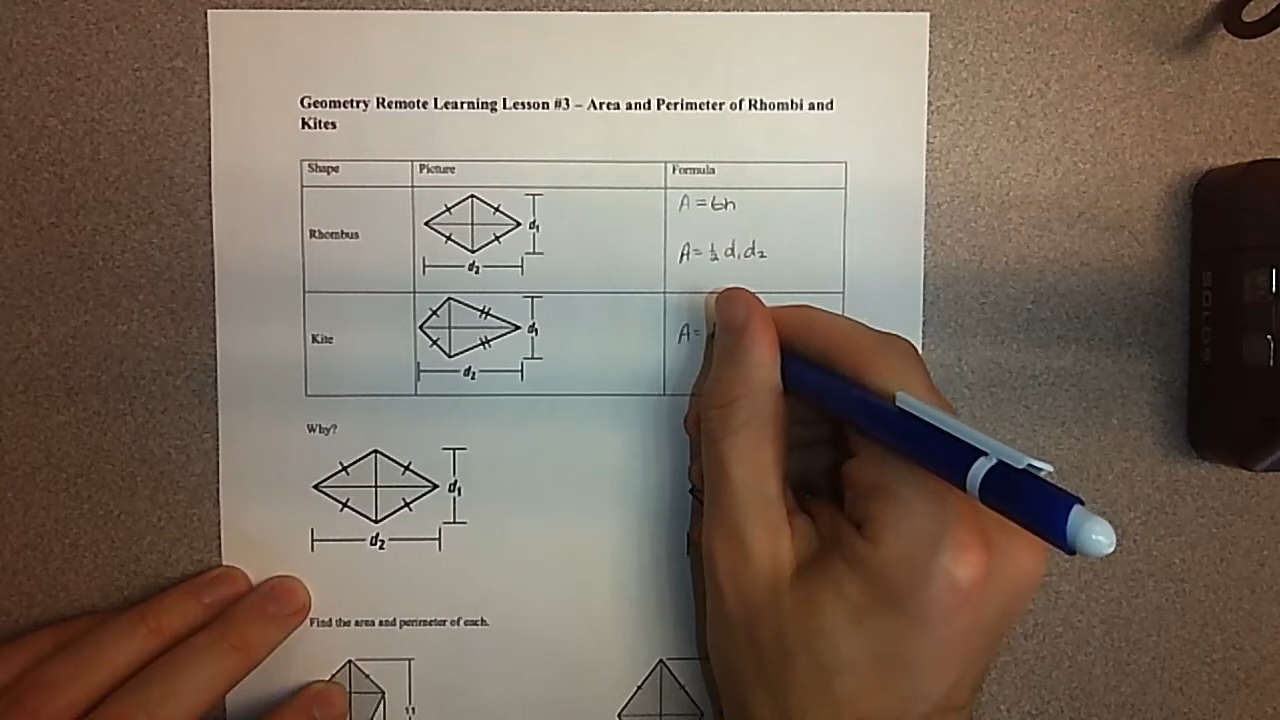 Geometry Remote Learning Lesson #3 – Area and Perimeter of Rhombi and
Kites
Shape Picture Formula
Rhombus
d₁
d₂
A = bh
A = ½ d₁d₂
Kite
d₁
d₂
A =
Why?
d₁
d₂
Find the area and perimeter of each.
11
SOLDS